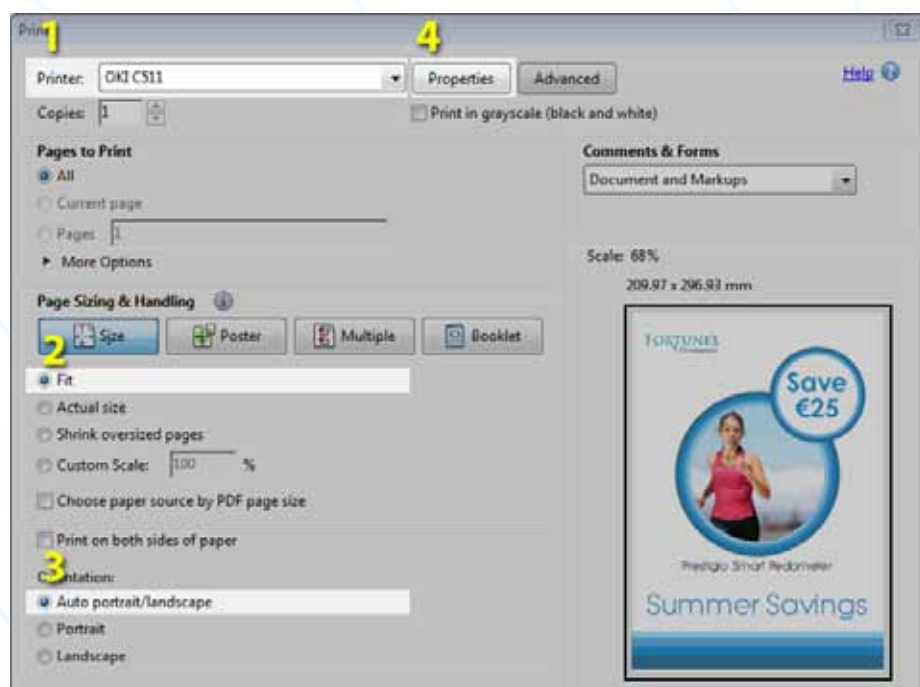 1
4
Print
Printer: OKI C511 Properties Advanced Help
Copies: 1 Print in grayscale (black and white)
Pages to Print
All
Current page
Pages 1
More Options
Comments & Forms
Document and Markups
Page Sizing & Handling
Size Poster Multiple Booklet
2
Fit
Actual size
Shrink oversized pages
Custom Scale: 100 %
Choose paper source by PDF page size
Print on both sides of paper
3
Orientation:
Auto portrait/landscape
Portrait
Landscape
Scale: 68%
209.97 x 296.93 mm
FORTUNES
Save
€25
Prestigio Smart Pedometer
Summer Savings